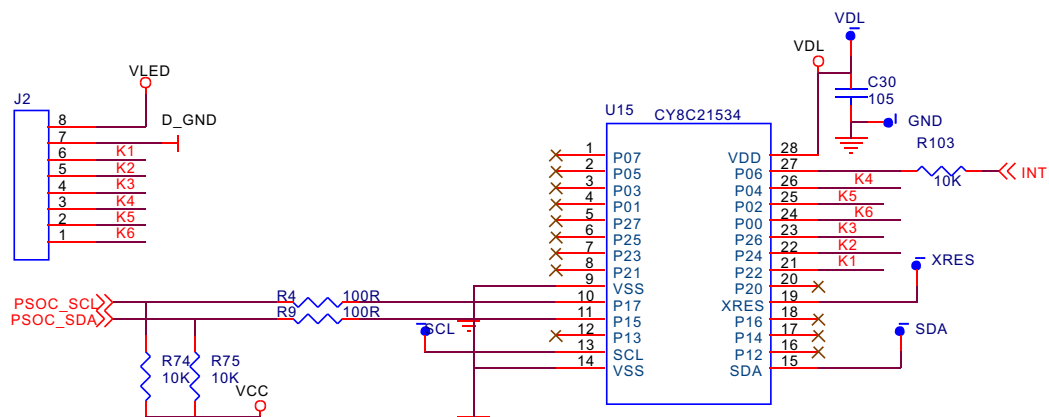 VDL
VDL
VLED
C30
J2
105
D_GND
U15
CY8C21534
GND
8
7
R103
K1
6
1
P07
VDD
28
K2
5
2
P05
P06
27
INT
K3
4
3
P03
P04
26
K4
10K
K4
3
4
P01
P02
25
K5
K5
2
5
P27
P00
24
K6
K6
1
6
P25
P26
23
K3
7
P23
P24
22
K2
8
P21
P22
21
K1
XRES
9
VSS
P20
20
PSOC_SCL
R4
100R
10
P17
XRES
19
PSOC_SDA
R9
100R
11
P15
P16
18
SCL
12
P13
P14
17
SDA
13
SCL
P12
16
R74
R75
14
VSS
SDA
15
10K
10K
VCC